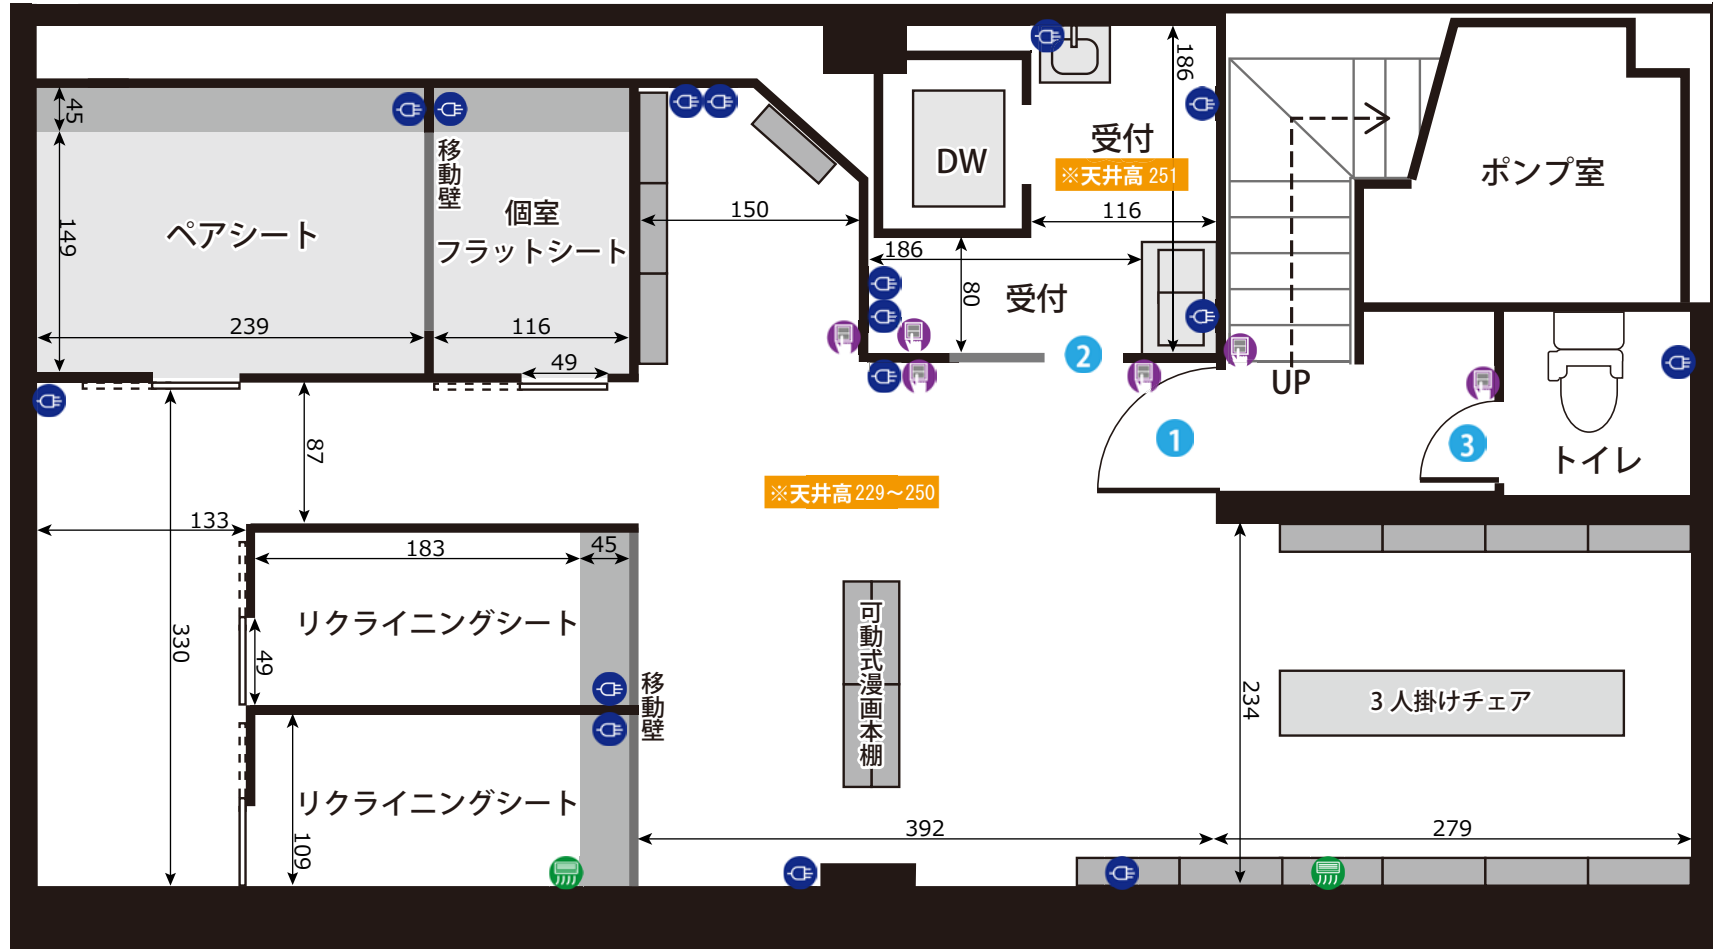 45
149
239
ペアシート
移動壁
個室
フラットシート
116
49
150
DW
受付
※天井高 251
186
116
186
80
受付
2
UP
ポンプ室
1
3
トイレ
87
133
330
※天井高 229～250
183
45
リクライニングシート
49
移動壁
リクライニングシート
109
可動式漫画本棚
392
234
3 人掛けチェア
279